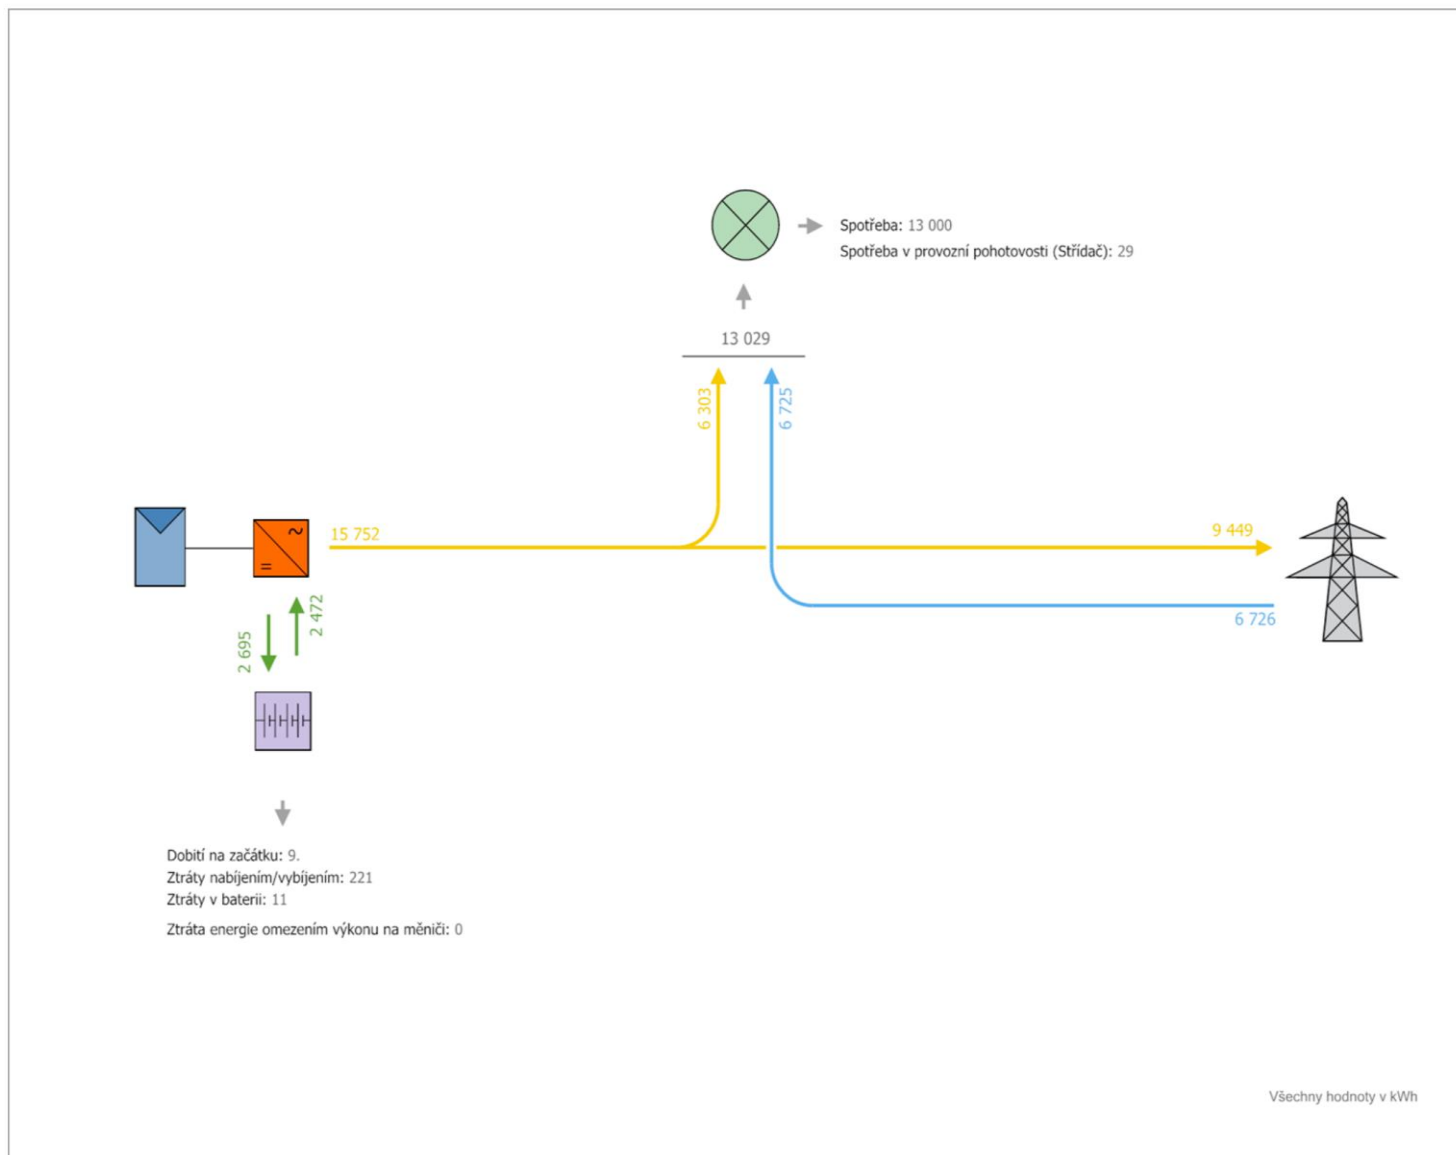 Spotřeba: 13 000
Spotřeba v provozní pohotovosti (Střídač): 29
13 029
6 303
6 725
15 752
9 449
6 726
2 695
2 472
Dobití na začátku: 9.
Ztráty nabíjením/vybíjením: 221
Ztráty v baterii: 11
Ztráta energie omezením výkonu na měniči: 0
Všechny hodnoty v kWh